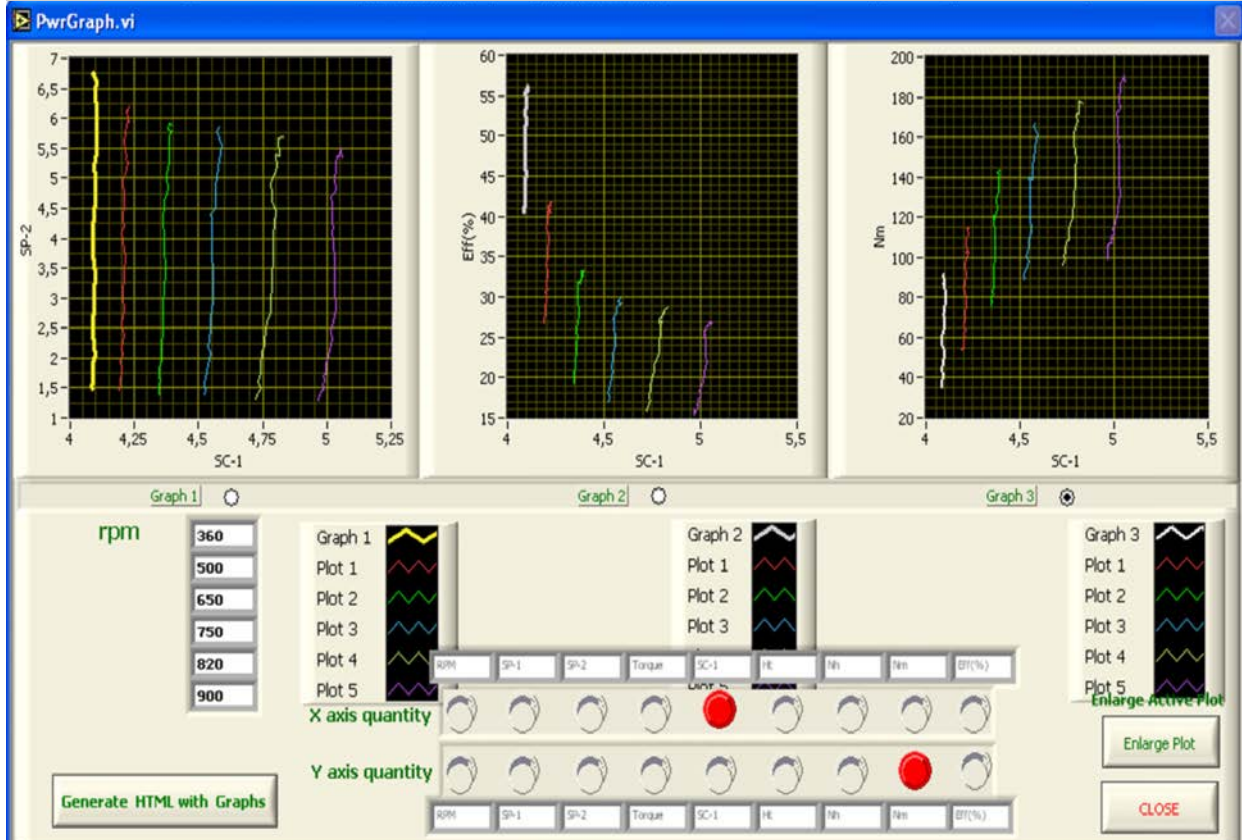 PwrGraph.vi
7
6,5
6
5,5
5
4,5
4
3,5
3
2,5
2
1,5
1
SP-2
4 4,25 4,5 4,75 5 5,25
SC-1
60
55
50
45
40
35
30
25
20
15
Eff(%)
4 4,5 5 5,5
SC-1
200
180
160
140
120
100
80
60
40
20
Nm
4 4,5 5 5,5
SC-1
Graph 1 Graph 2 Graph 3
rpm
360
500
650
750
820
900
Graph 1
Plot 1
Plot 2
Plot 3
Plot 4
Plot 5
Graph 2
Plot 1
Plot 2
Plot 3
Graph 3
Plot 1
Plot 2
Plot 3
Plot 4
Plot 5
RPM SP-1 SP-2 Torque SC-1 Ht Nh Nm Eff(%)
X axis quantity
Y axis quantity
RPM SP-1 SP-2 Torque SC-1 Ht Nh Nm Eff(%)
Enlarge Active Plot
Enlarge Plot
CLOSE
Generate HTML with Graphs